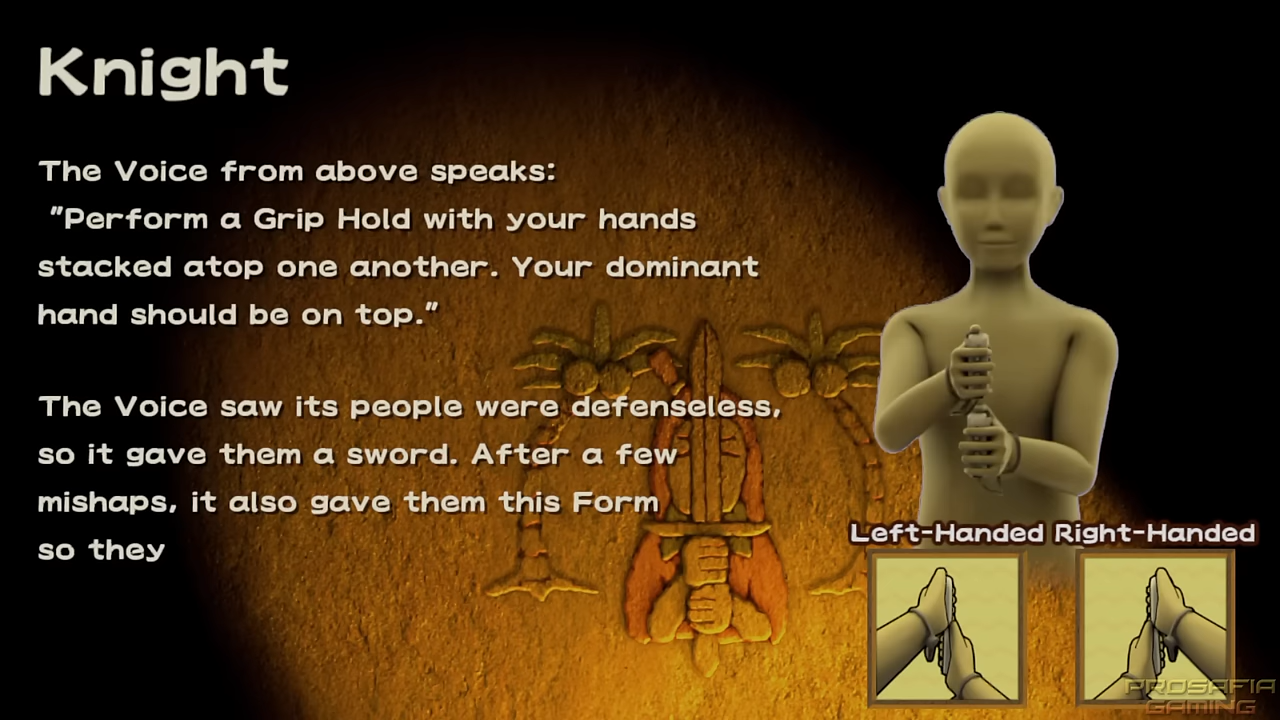 Knight
The Voice from above speaks:
"Perform a Grip Hold with your hands
stacked atop one another. Your dominant
hand should be on top."
The Voice saw its people were defenseless,
so it gave them a sword. After a few
mishaps, it also gave them this Form
so they
Left-Handed Right-Handed
PROSAFIA
GAMING